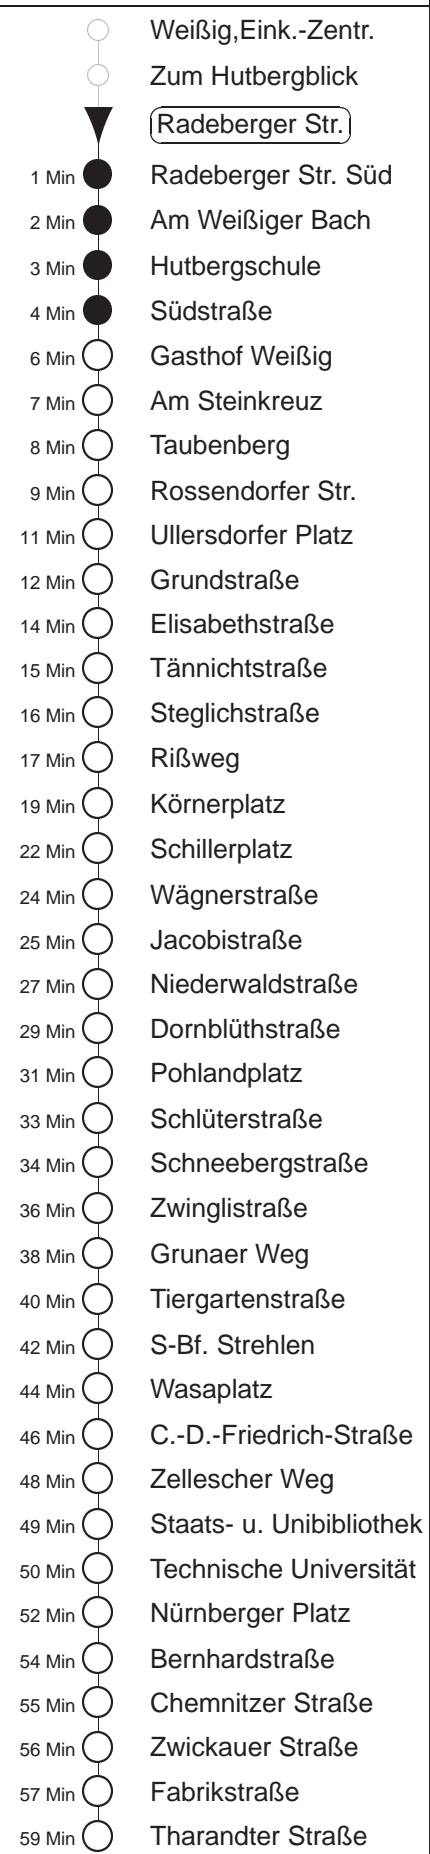 Weißig,Eink.-Zentr.
Zum Hutbergblick
Radeberger Str.
1 Min Radeberger Str. Süd
2 Min Am Weißiger Bach
3 Min Hutbergschule
4 Min Südstraße
6 Min Gasthof Weißig
7 Min Am Steinkreuz
8 Min Taubenberg
9 Min Rossendorfer Str.
11 Min Ullersdorfer Platz
12 Min Grundstraße
14 Min Elisabethstraße
15 Min Tännichtstraße
16 Min Steglichstraße
17 Min Rißweg
19 Min Körnerplatz
22 Min Schillerplatz
24 Min Wägnerstraße
25 Min Jacobistraße
27 Min Niederwaldstraße
29 Min Dornblüthstraße
31 Min Pohlandplatz
33 Min Schlüterstraße
34 Min Schneebergstraße
36 Min Zwinglistraße
38 Min Grunaer Weg
40 Min Tiergartenstraße
42 Min S-Bf. Strehlen
44 Min Wasaplatz
46 Min C.-D.-Friedrich-Straße
48 Min Zellescher Weg
49 Min Staats- u. Unibibliothek
50 Min Technische Universität
52 Min Nürnberger Platz
54 Min Bernhardstraße
55 Min Chemnitzer Straße
56 Min Zwickauer Straße
57 Min Fabrikstraße
59 Min Tharandter Straße